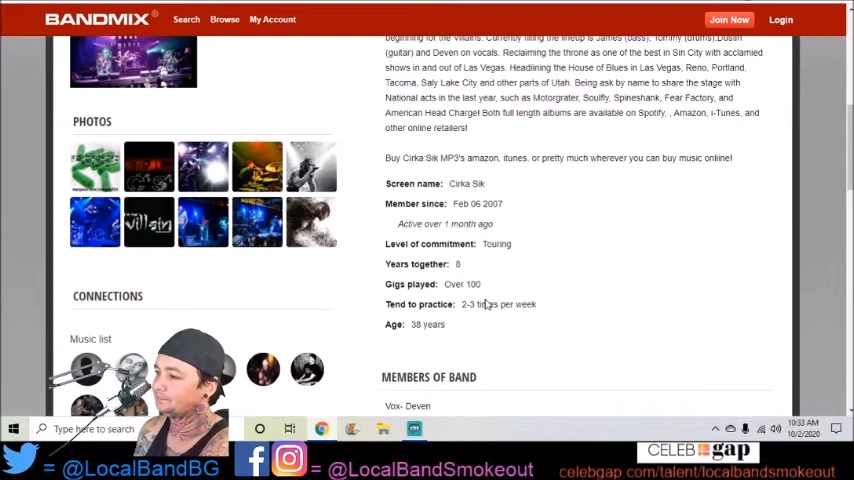 BANDMIX
Search Browse My Account
Join Now Login
beginning for the Villains. Currently filling the lineup is James (bass), Tommy (drums),Dustin
(guitar) and Deven on vocals. Reclaiming the throne as one of the best in Sin City with acclamied
shows in and out of Las Vegas. Headlining the House of Blues in Las Vegas, Reno, Portland,
Tacoma, Saly Lake City and other parts of Utah. Being ask by name to share the stage with
National acts in the last year, such as Motorgrater, Soulfly, Spineshank, Fear Factory, and
American Head Charge! Both full length albums are available on Spotify, , Amazon, i-Tunes, and
other online retailers!
Buy Cirka:Sik MP3's amazon, itunes, or pretty much wherever you can buy music online!
PHOTOS
villain
Screen name: Cirka Sik
Member since: Feb 06 2007
Active over 1 month ago
Level of commitment: Touring
Years together: 8
Gigs played: Over 100
Tend to practice: 2-3 times per week
Age: 38 years
CONNECTIONS
Music list
MEMBERS OF BAND
Vox- Deven
Type here to search
10:33 AM
10/2/2020
= @LocalBandBG
= @LocalBandSmokeout
CELEB gap
celebgap.com/talent/localbandsmokeout